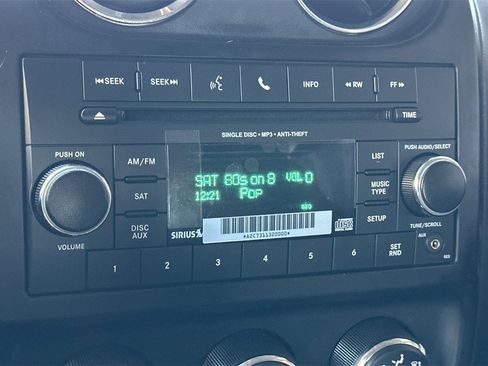 SEEK SEEK INFO RW FF
TIME
SINGLE DISC • MP3 • ANTI-THEFT
PUSH ON AM/FM LIST PUSH AUDIO/SELECT
SAT 80s on 8 VOL 0
12:21 Pop
SAT MUSIC TYPE
DISC AUX SETUP
VOLUME SIRIUS *A2C7311320000* TUNE/SCROLL
AUX
1 2 3 4 5 6 SET RND